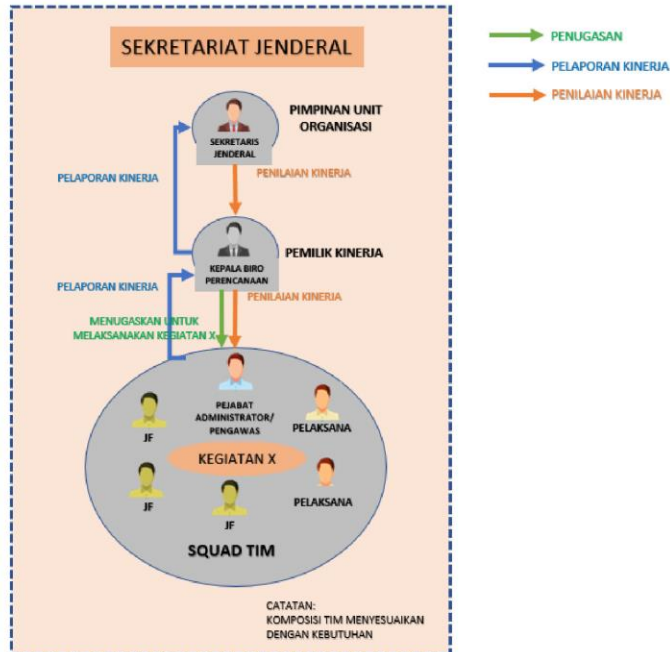 SEKRETARIAT JENDERAL
PENUGASAN
PELAPORAN KINERJA
PENILAIAN KINERJA
PIMPINAN UNIT
ORGANISASI
SEKRETARIS
JENDERAL
PELAPORAN KINERJA
PENILAIAN KINERJA
PEMILIK KINERJA
KEPALA BIRO
PERENCANAAN
PELAPORAN KINERJA
PENILAIAN KINERJA
MENUGASKAN UNTUK
MELAKSANAKAN KEGIATAN X
PEJABAT
ADMINISTRATOR/
PENGAWAS
JF
PELAKSANA
KEGIATAN X
JF
JF
PELAKSANA
SQUAD TIM
CATATAN:
KOMPOSISI TIM MENYESUAIKAN
DENGAN KEBUTUHAN